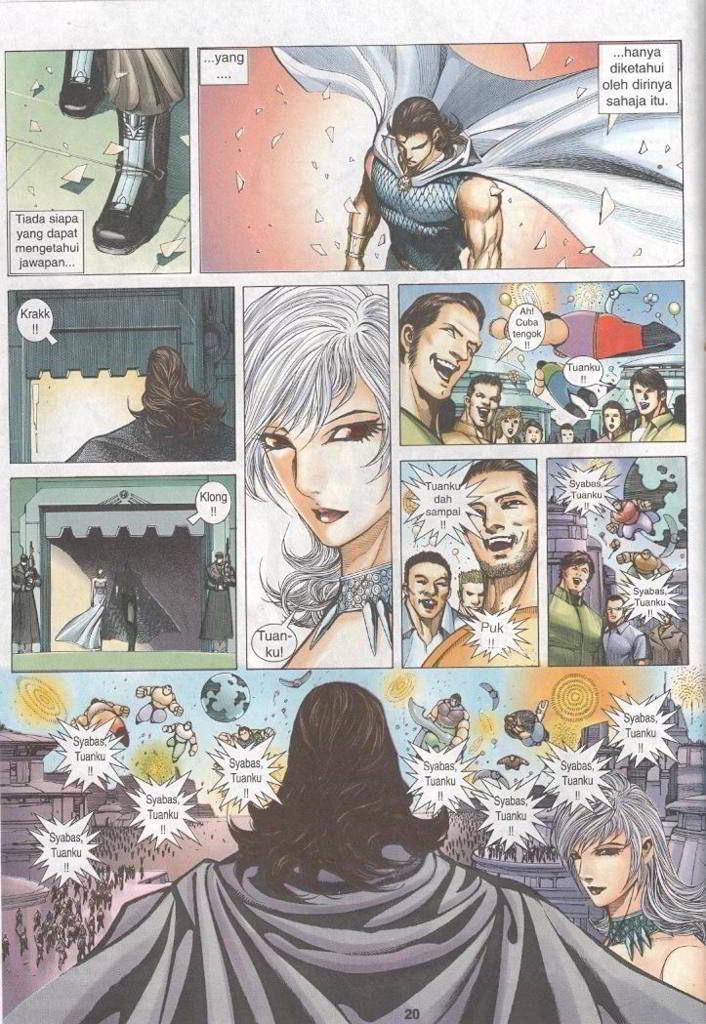 Tiada siapa
yang dapat
mengetahui
jawapan...
...yang
....
...hanya
diketahui
oleh dirinya
sahaja itu.
Krakk
!!
Klong
!!
Tuan-
ku!
Ah!
Cuba
tengok
!!
Tuanku
!!
Tuanku
dah
sampai
!!
Puk
!!
Syabas,
Tuanku
!!
Syabas,
Tuanku
!!
Syabas,
Tuanku
!!
Syabas,
Tuanku
!!
Syabas,
Tuanku
!!
Syabas,
Tuanku
!!
Syabas,
Tuanku
!!
Syabas,
Tuanku
!!
Syabas,
Tuanku
!!
Syabas,
Tuanku
!!
20